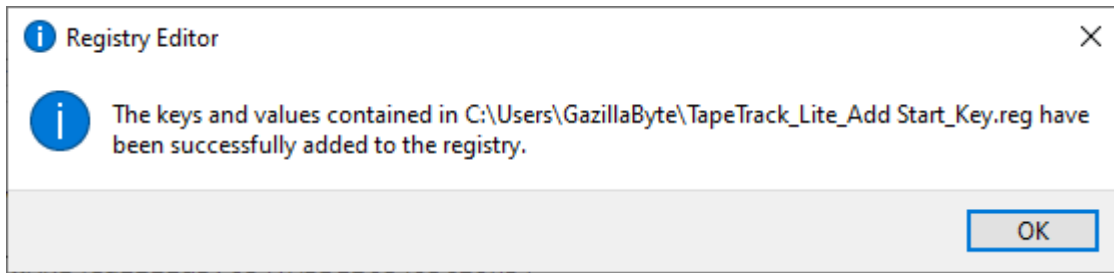 Registry Editor
The keys and values contained in C:\Users\GazillaByte\TapeTrack_Lite_Add Start_Key.reg have
been successfully added to the registry.
OK